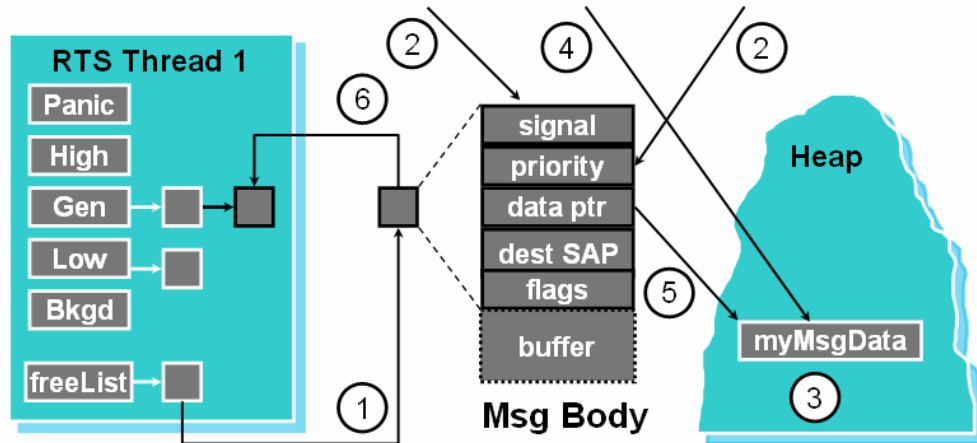 RTS Thread 1
Panic
High
Gen
Low
Bkgd
freeList
1
6
2
signal
priority
data ptr
dest SAP
flags
buffer
Msg Body
4
2
5
Heap
myMsgData
3